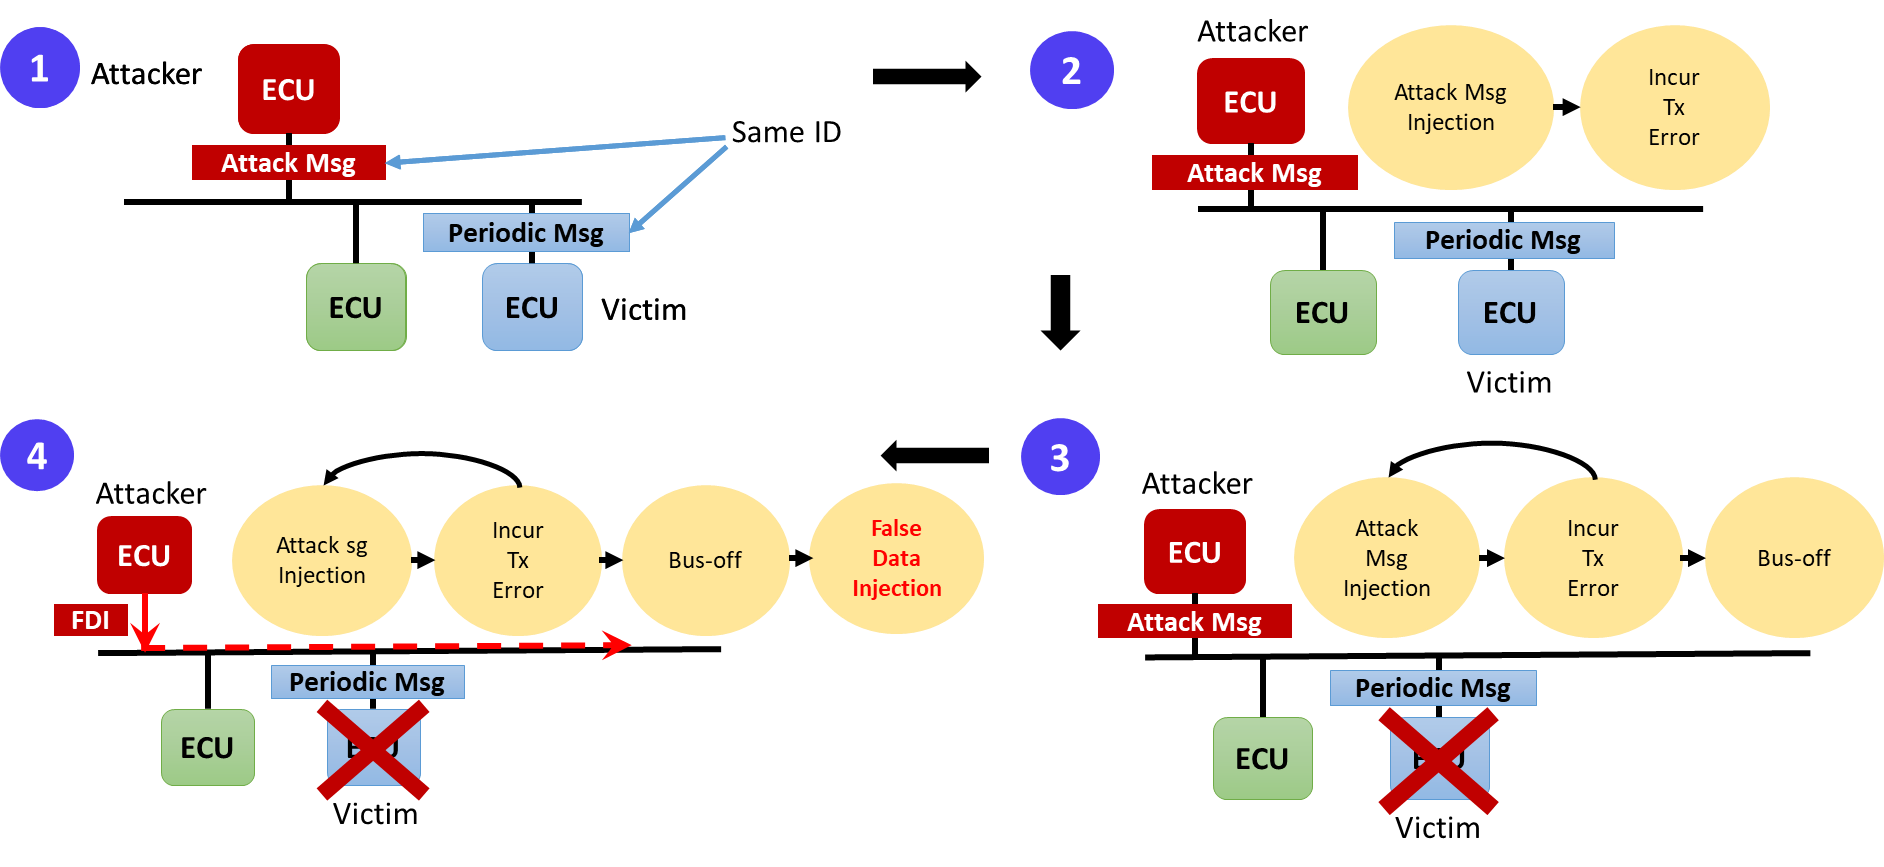 1
Attacker
ECU
Attack Msg
Same ID
Periodic Msg
ECU
ECU
Victim
2
Attacker
ECU
Attack Msg
Attack Msg
Injection
Incur
Tx
Error
Periodic Msg
ECU
ECU
Victim
3
Attacker
ECU
Attack Msg
Attack
Msg
Injection
Incur
Tx
Error
Bus-off
Periodic Msg
ECU
ECU
Victim
4
Attacker
ECU
FDI
Attack sg
Injection
Incur
Tx
Error
Bus-off
False
Data
Injection
Periodic Msg
ECU
ECU
Victim